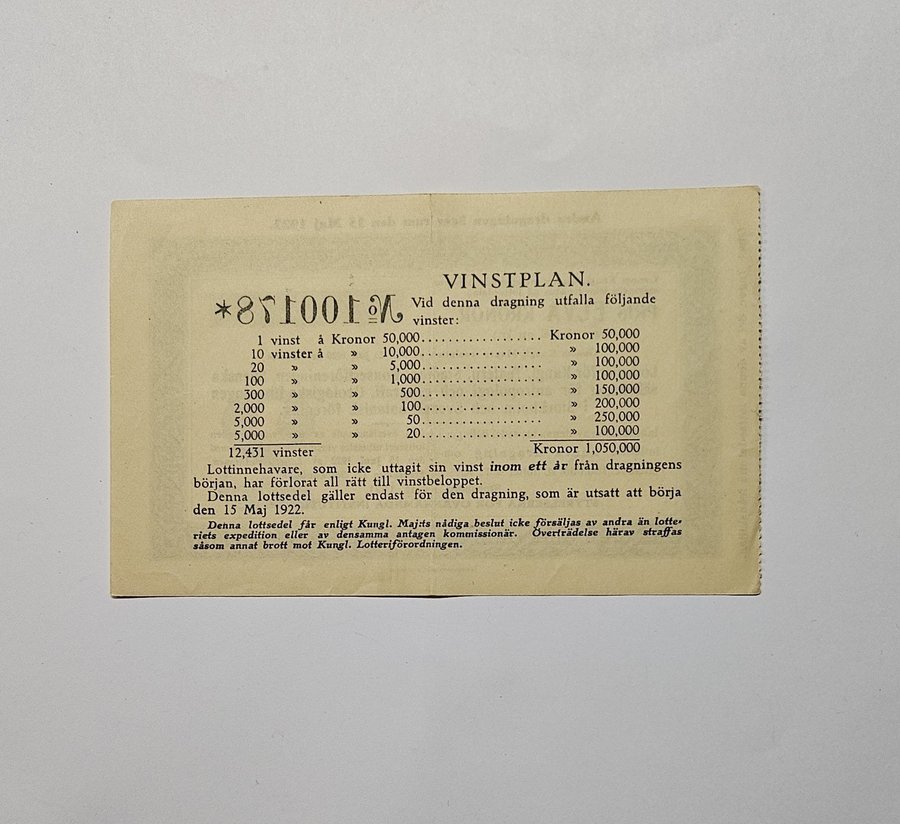 VINSTPLAN.
№ 100178*
Vid denna dragning utfalla följande
vinster:
1 vinst å Kronor 50,000.................. Kronor 50,000
10 vinster å » 10,000.................. » 100,000
20 » » 5,000.................. » 100,000
100 » » 1,000.................. » 100,000
300 » » 500.................. » 150,000
2,000 » » 100.................. » 200,000
5,000 » » 50.................. » 250,000
5,000 » » 20.................. » 100,000
12,431 vinster Kronor 1,050,000
Lottinnehavare, som icke uttagit sin vinst inom ett år från dragningens
början, har förlorat all rätt till vinstbeloppet.
Denna lottsedel gäller endast för den dragning, som är utsatt att börja
den 15 Maj 1922.
Denna lottsedel får enligt Kungl. Maj:ts nådiga beslut icke försäljas av andra än lotte-
riets expedition eller av densamma antagen kommissionär. Överträdelse härav straffas
såsom annat brott mot Kungl. Lotteriförordningen.